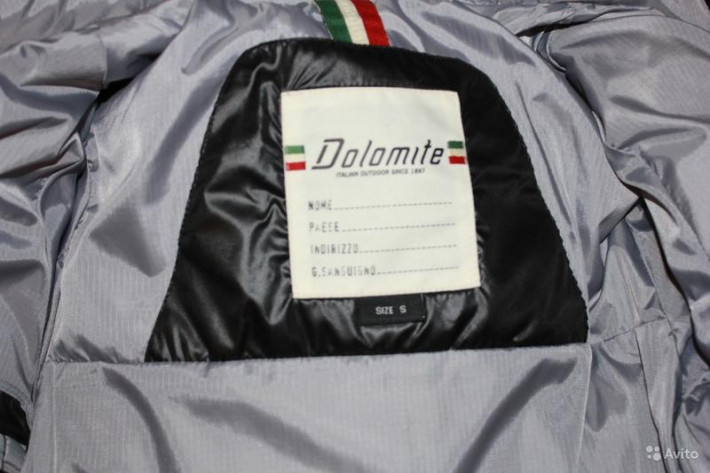 Dolomite
ITALIAN OUTDOOR SINCE 1897
NOME
PAESE
INDIRIZZO
G.SANGUIGNO
SIZE S
Avito